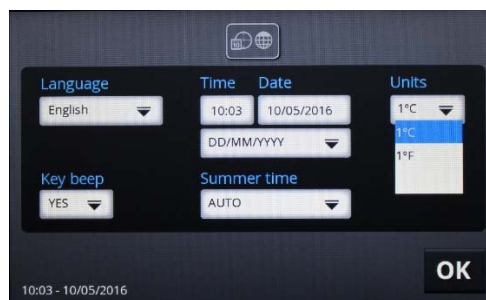 10
Language Time Date Units
English 10:03 10/05/2016 1°C
1°C
DD/MM/YYYY
1°F
Key beep Summer time
YES AUTO
OK
10:03 - 10/05/2016